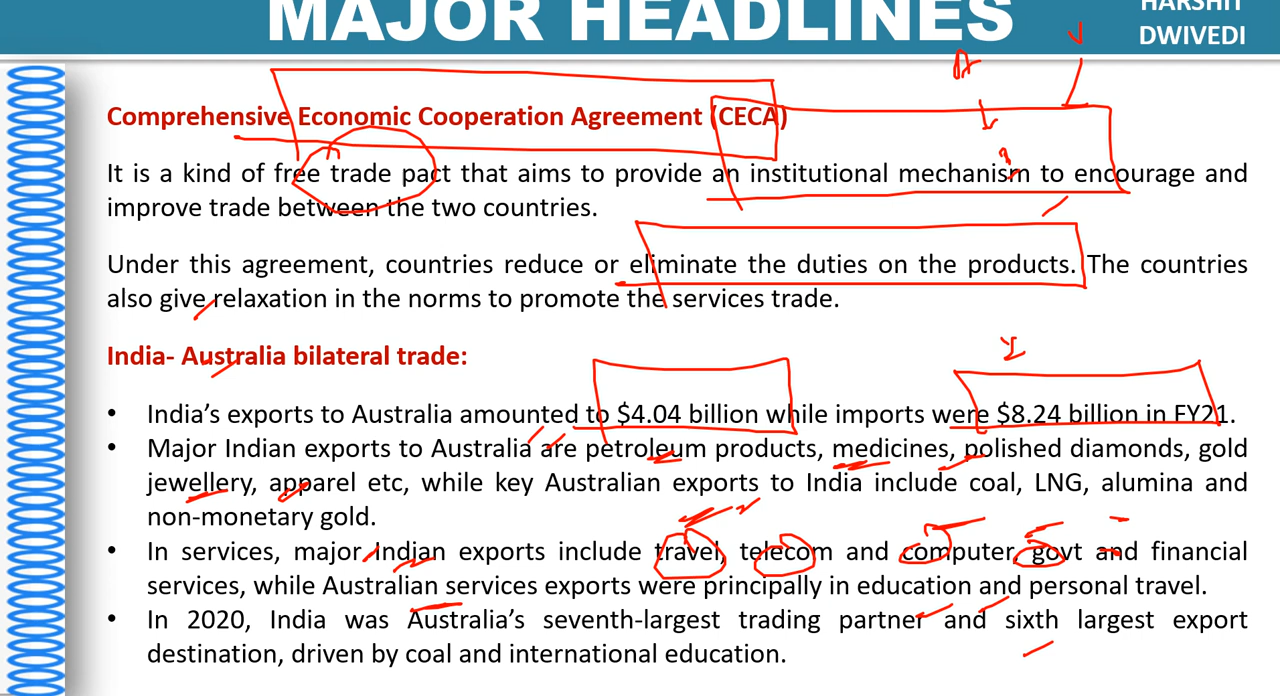 MAJOR HEADLINES
HARSHIT
DWIVEDI
Comprehensive Economic Cooperation Agreement (CECA)
It is a kind of free trade pact that aims to provide an institutional mechanism to encourage and
improve trade between the two countries.
Under this agreement, countries reduce or eliminate the duties on the products. The countries
also give relaxation in the norms to promote the services trade.
India- Australia bilateral trade:
• India's exports to Australia amounted to $4.04 billion while imports were $8.24 billion in FY21.
• Major Indian exports to Australia are petroleum products, medicines, polished diamonds, gold
jewellery, apparel etc, while key Australian exports to India include coal, LNG, alumina and
non-monetary gold.
• In services, major Indian exports include travel, telecom and computer, govt and financial
services, while Australian services exports were principally in education and personal travel.
• In 2020, India was Australia's seventh-largest trading partner and sixth largest export
destination, driven by coal and international education.